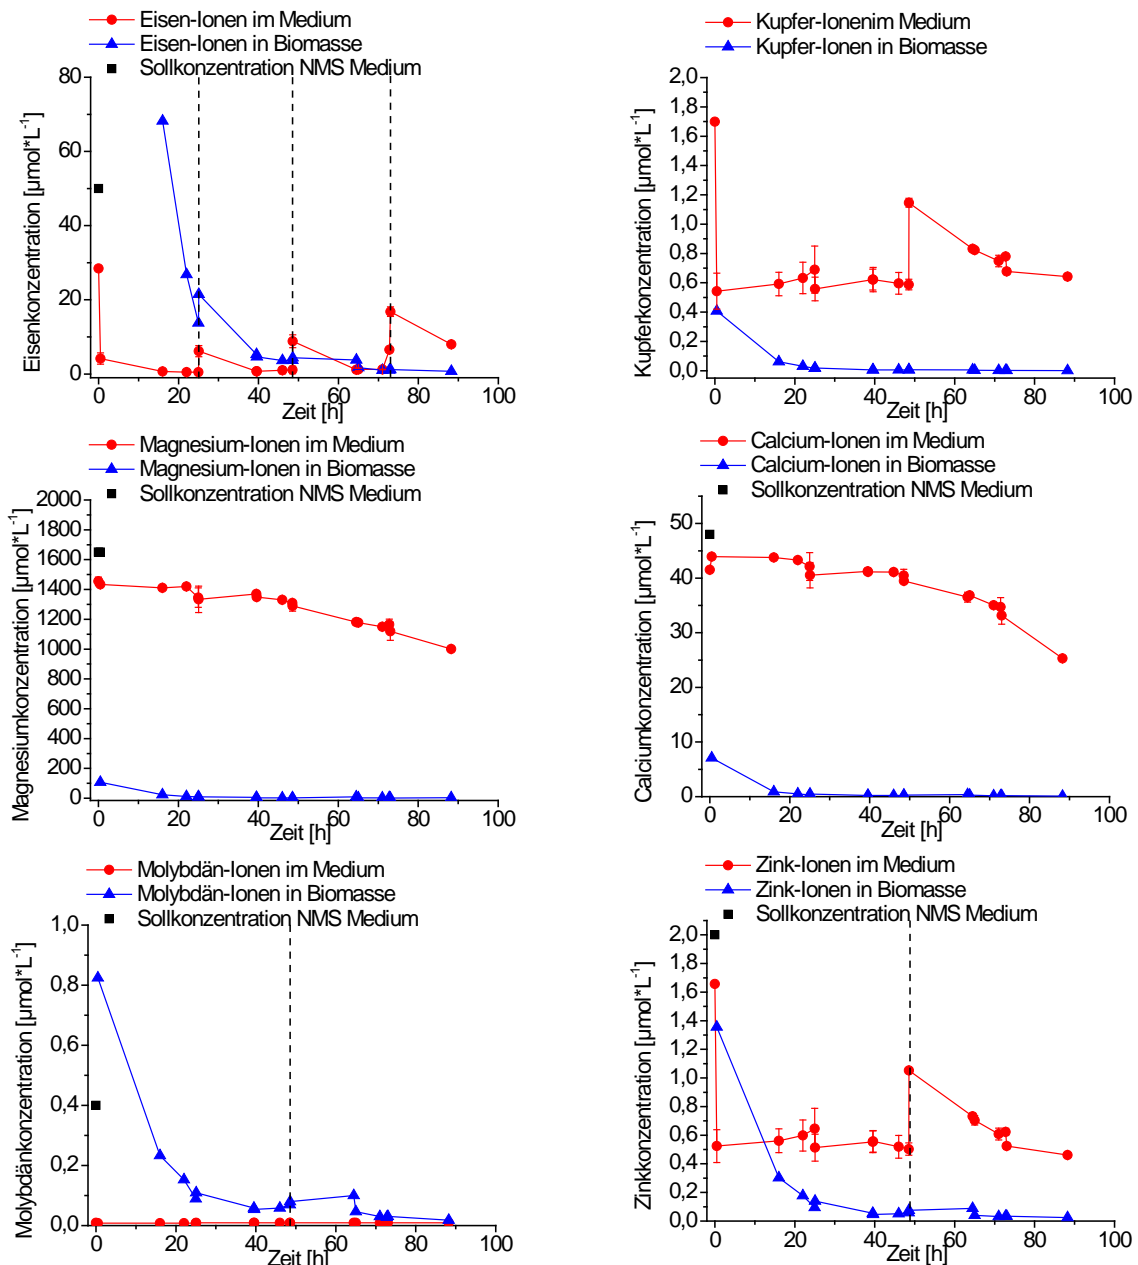 Eisen-Ionen im Medium
Eisen-Ionen in Biomasse
Sollkonzentration NMS Medium
Eisenkonzentration [µmol*L⁻¹]
80
60
40
20
0
0 20 40 60 80 100
Zeit [h]
Kupfer-Ionenim Medium
Kupfer-Ionen in Biomasse
Kupferkonzentration [µmol*L⁻¹]
2,0
1,8
1,6
1,4
1,2
1,0
0,8
0,6
0,4
0,2
0,0
0 20 40 60 80 100
Zeit [h]
Magnesium-Ionen im Medium
Magnesium-Ionen in Biomasse
Sollkonzentration NMS Medium
Magnesiumkonzentration [µmol*L⁻¹]
2000
1800
1600
1400
1200
1000
800
600
400
200
0
0 20 40 60 80 100
Zeit [h]
Calcium-Ionen im Medium
Calcium-Ionen in Biomasse
Sollkonzentration NMS Medium
Calciumkonzentration [µmol*L⁻¹]
50
40
30
20
10
0
0 20 40 60 80 100
Zeit [h]
Molybdän-Ionen im Medium
Molybdän-Ionen in Biomasse
Sollkonzentration NMS Medium
Molybdänkonzentration [µmol*L⁻¹]
1,0
0,8
0,6
0,4
0,2
0,0
0 20 40 60 80 100
Zeit [h]
Zink-Ionen im Medium
Zink-Ionen in Biomasse
Sollkonzentration NMS Medium
Zinkkonzentration [µmol*L⁻¹]
2,0
1,8
1,6
1,4
1,2
1,0
0,8
0,6
0,4
0,2
0,0
0 20 40 60 80 100
Zeit [h]